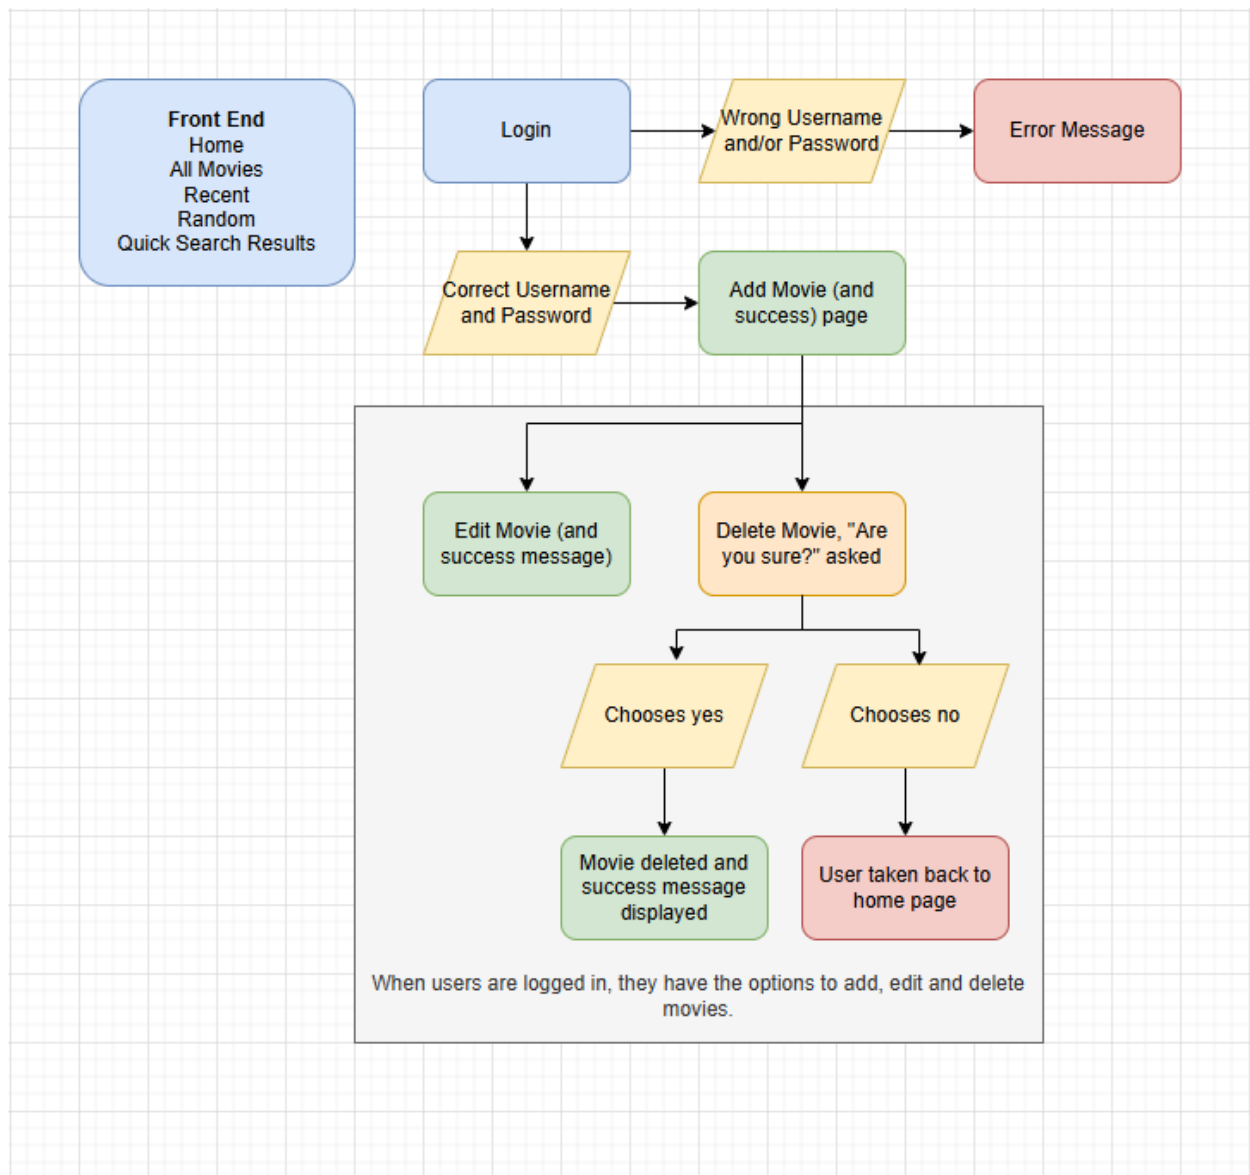 Front End
Home
All Movies
Recent
Random
Quick Search Results
Login
Wrong Username
and/or Password
Error Message
Correct Username
and Password
Add Movie (and
success) page
Edit Movie (and
success message)
Delete Movie, "Are
you sure?" asked
Chooses yes
Chooses no
Movie deleted and
success message
displayed
User taken back to
home page
When users are logged in, they have the options to add, edit and delete
movies.